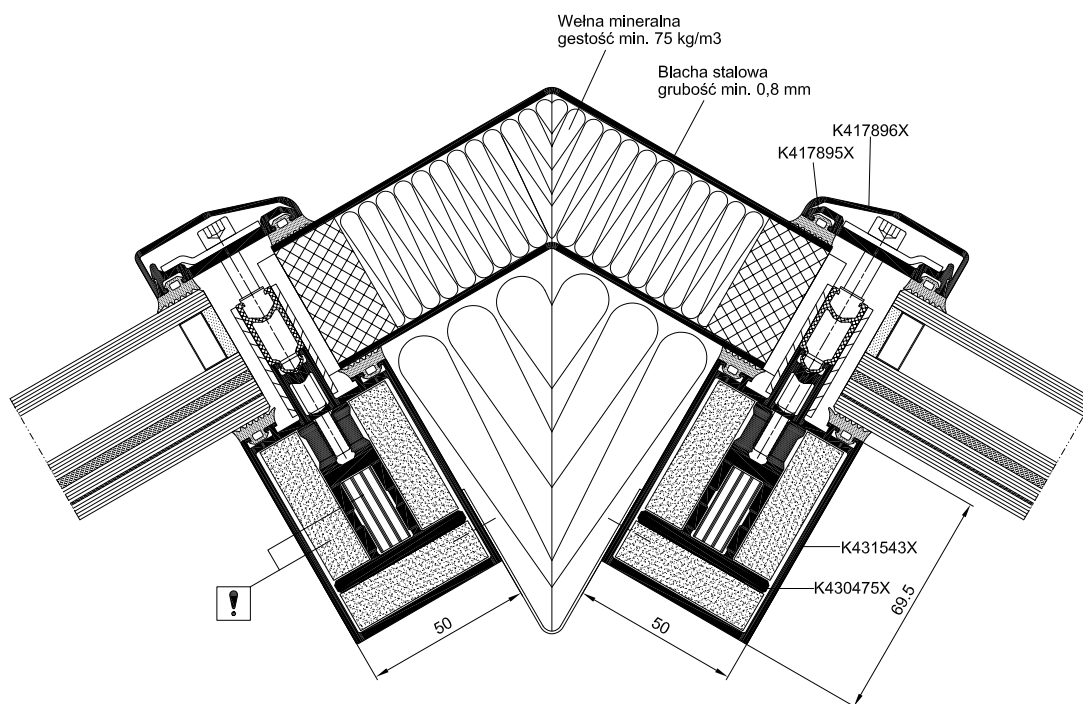 Wełna mineralna
gestość min. 75 kg/m3
Blacha stalowa
grubość min. 0,8 mm
K417896X
K417895X
K431543X
K430475X
69.5
50
50
!